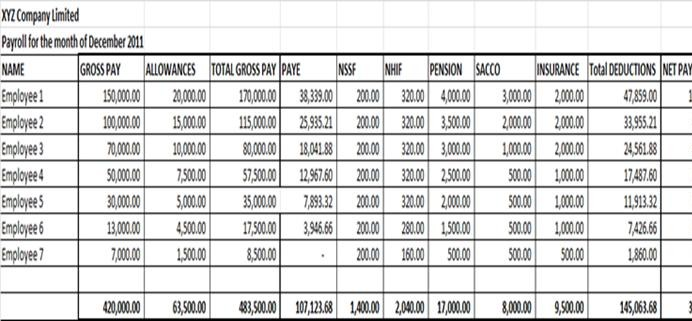 XYZ Company Limited
Payroll for the month of December 2011
NAME GROSS PAY ALLOWANCES TOTAL GROSS PAY PAYE NSSF NHIF PENSION SACCO INSURANCE Total DEDUCTIONS NET PAY
Employee 1 150,000.00 20,000.00 170,000.00 38,339.00 200.00 320.00 4,000.00 3,000.00 2,000.00 47,859.00 1
Employee 2 100,000.00 15,000.00 115,000.00 25,935.21 200.00 320.00 3,500.00 2,000.00 2,000.00 33,955.21
Employee 3 70,000.00 10,000.00 80,000.00 18,041.88 200.00 320.00 3,000.00 1,000.00 2,000.00 24,561.88
Employee 4 50,000.00 7,500.00 57,500.00 12,967.60 200.00 320.00 2,500.00 500.00 1,000.00 17,487.60
Employee 5 30,000.00 5,000.00 35,000.00 7,893.32 200.00 320.00 2,000.00 500.00 1,000.00 11,913.32
Employee 6 13,000.00 4,500.00 17,500.00 3,946.66 200.00 280.00 1,500.00 500.00 1,000.00 7,426.66
Employee 7 7,000.00 1,500.00 8,500.00 - 200.00 160.00 500.00 500.00 500.00 1,860.00
420,000.00 63,500.00 483,500.00 107,123.68 1,400.00 2,040.00 17,000.00 8,000.00 9,500.00 145,063.68 3